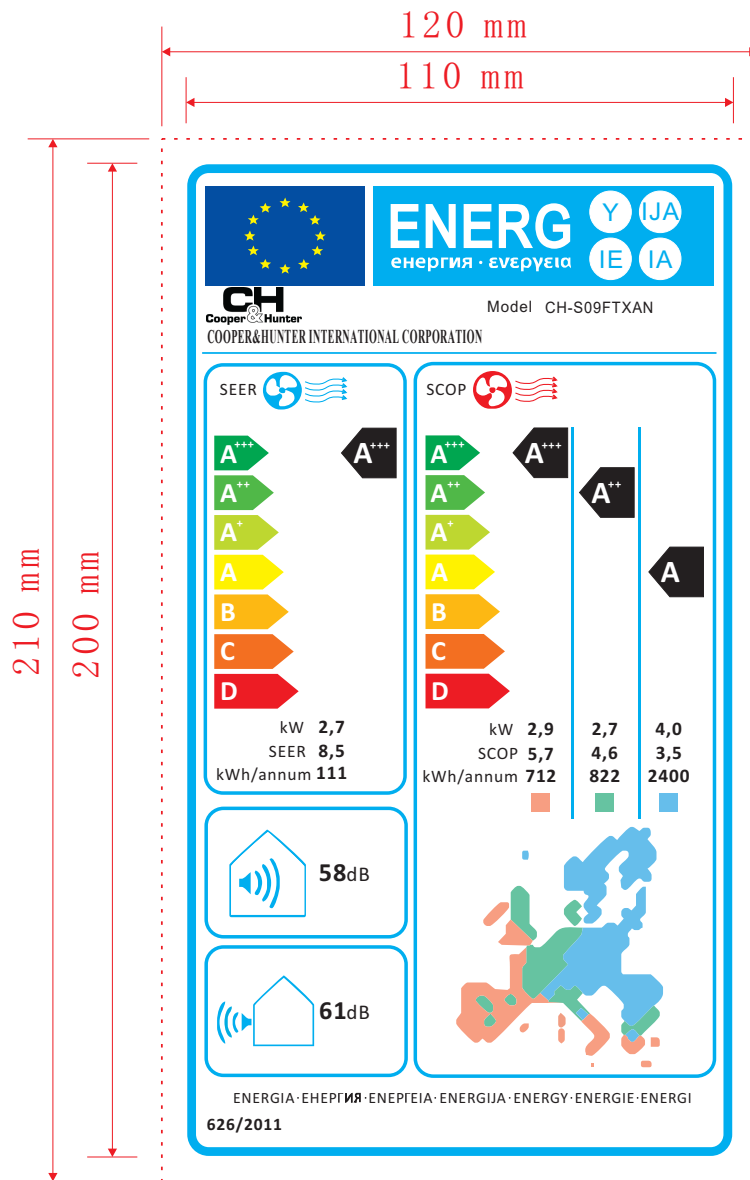 120 mm
110 mm
210 mm
200 mm
ENERG
енергия · ενεργεια
Y IJA
IE IA
CH
Cooper&Hunter
Model CH-S09FTXAN
COOPER&HUNTER INTERNATIONAL CORPORATION
SEER
A+++ A+++
A++
A+
A
B
C
D
kW 2,7
SEER 8,5
kWh/annum 111
SCOP
A+++ A+++
A++ A++
A+
A A
B
C
D
kW 2,9 2,7 4,0
SCOP 5,7 4,6 3,5
kWh/annum 712 822 2400
58dB
61dB
ENERGIA·ЕНЕРГИЯ·ΕΝΕΡΓΕΙΑ·ENERGIJA·ENERGY·ENERGIE·ENERGI
626/2011